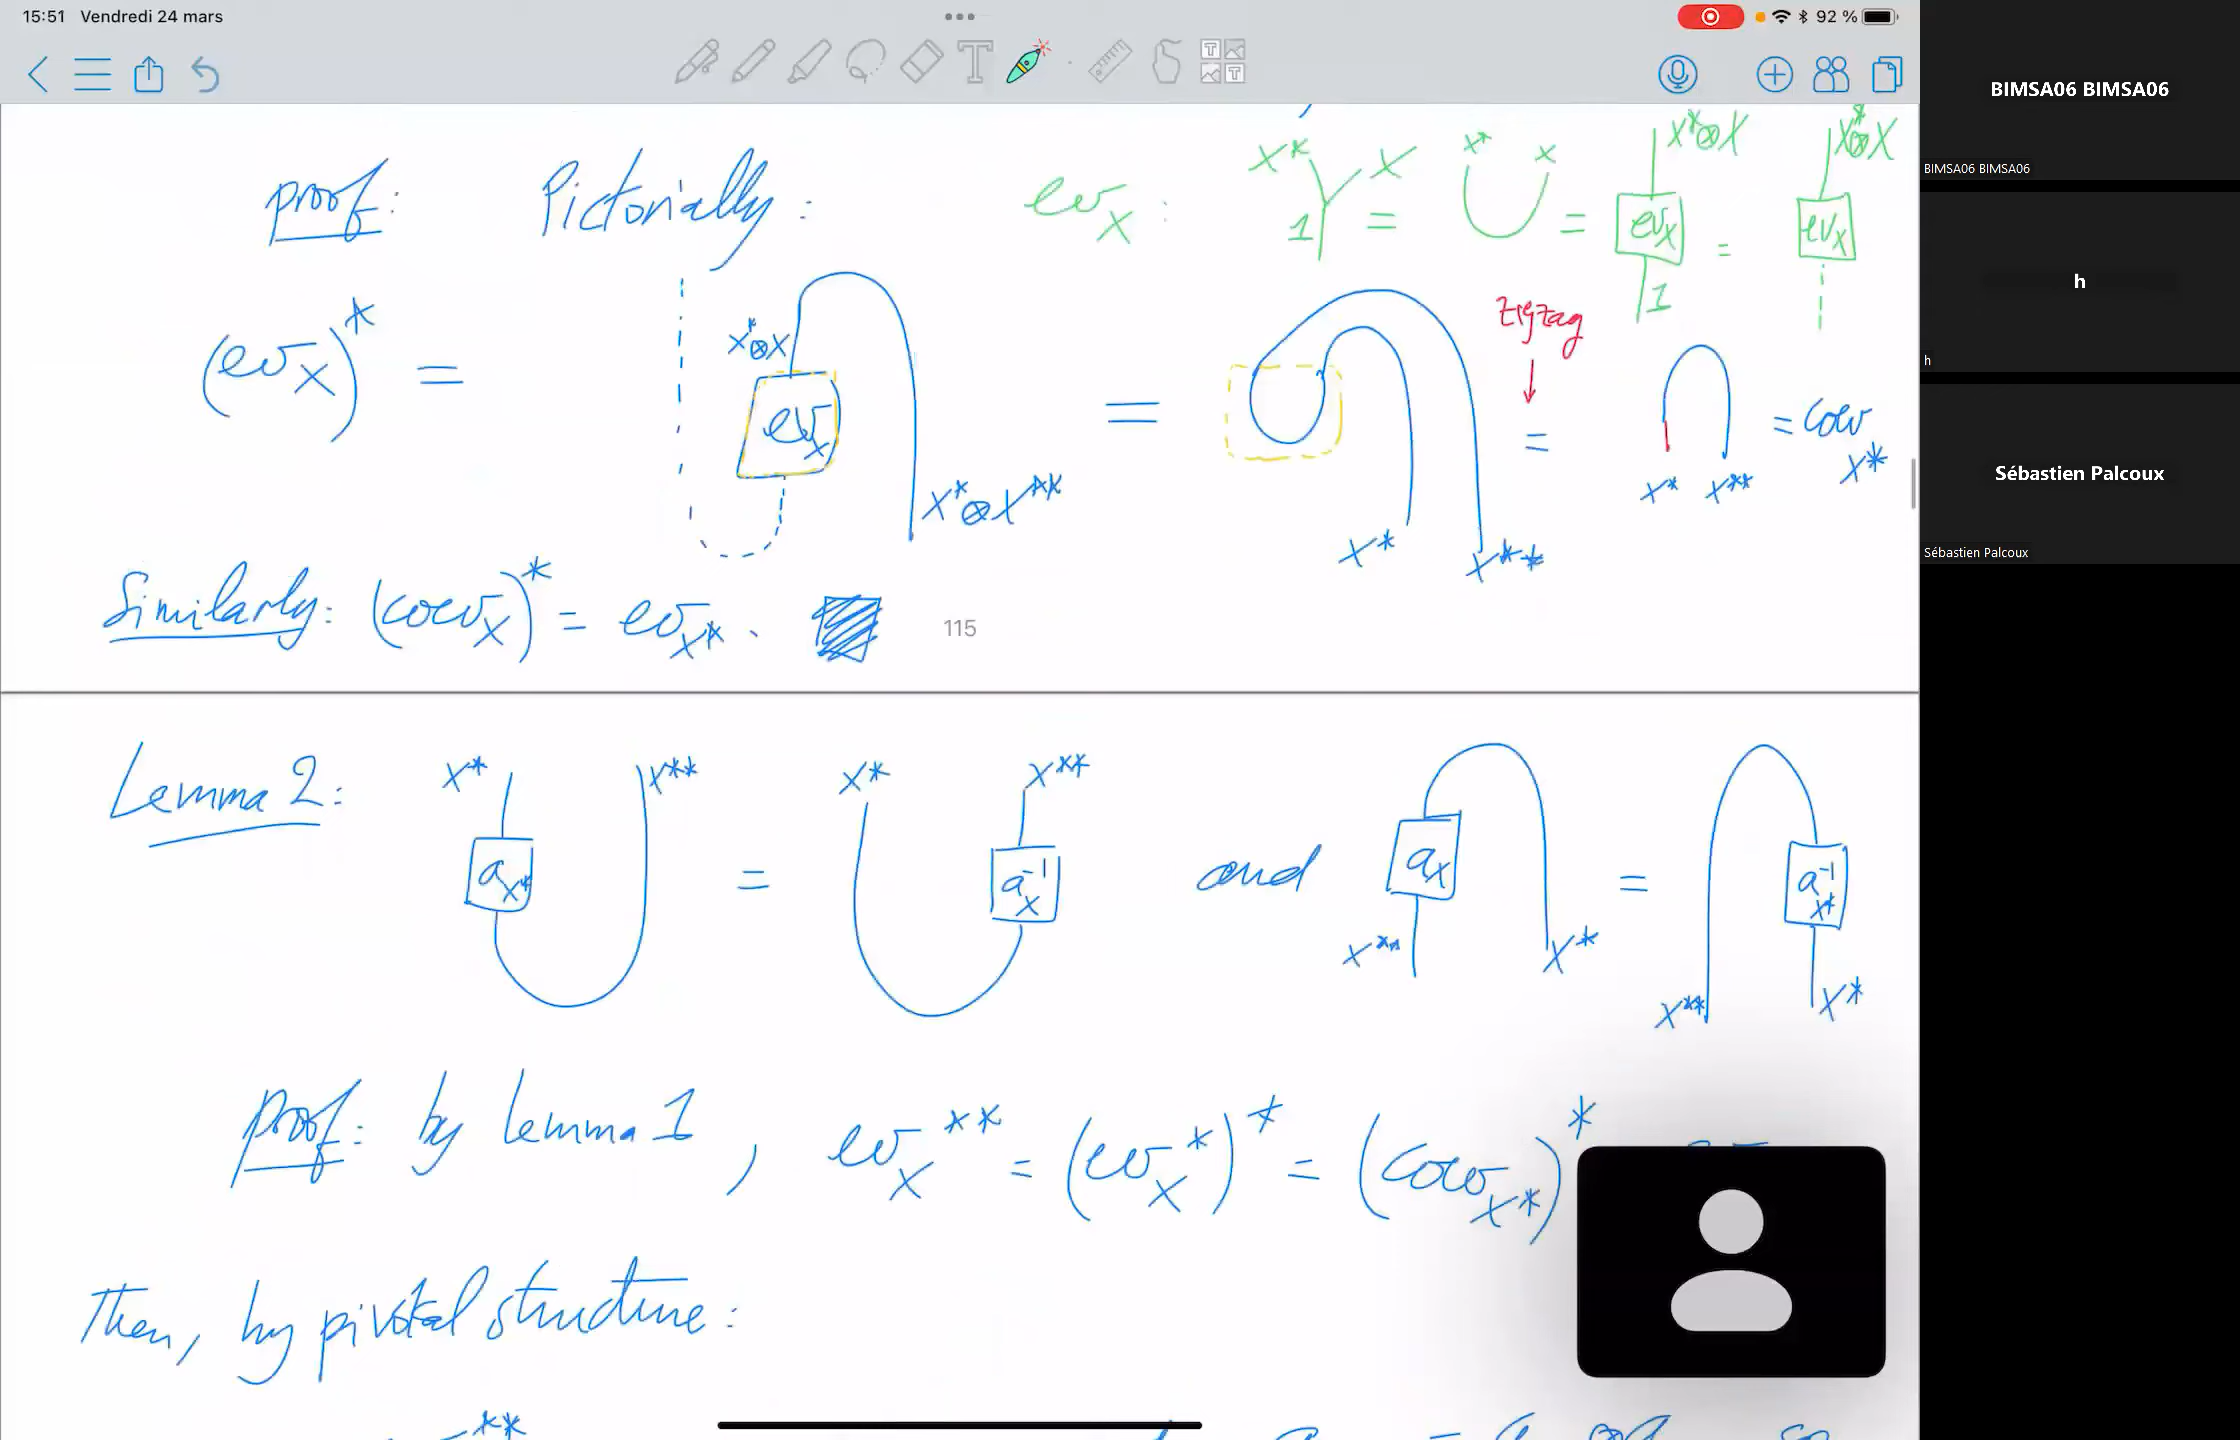 15:51 Vendredi 24 mars
92 %
proof: Pictorially: ev_X : X* X 1 = X* X = X*⊗X ev_X 1 = X*⊗X ev_X
(ev_X)* = X*⊗X ev_X X*⊗X** = X* X** zigzag = X* X** = coev_X*
Similarly: (coev_X)* = ev_X*.
115
Lemma 2: X* a_X* X** = X* X** a_X^-1 and a_X X** X* = a_X*^-1 X** X*
proof: by lemma 1, ev_X** = (ev_X*)* = (coev_X*)*
Then, by pivotal structure:
**
BIMSA06 BIMSA06
BIMSA06 BIMSA06
h
h
Sébastien Palcoux
Sébastien Palcoux